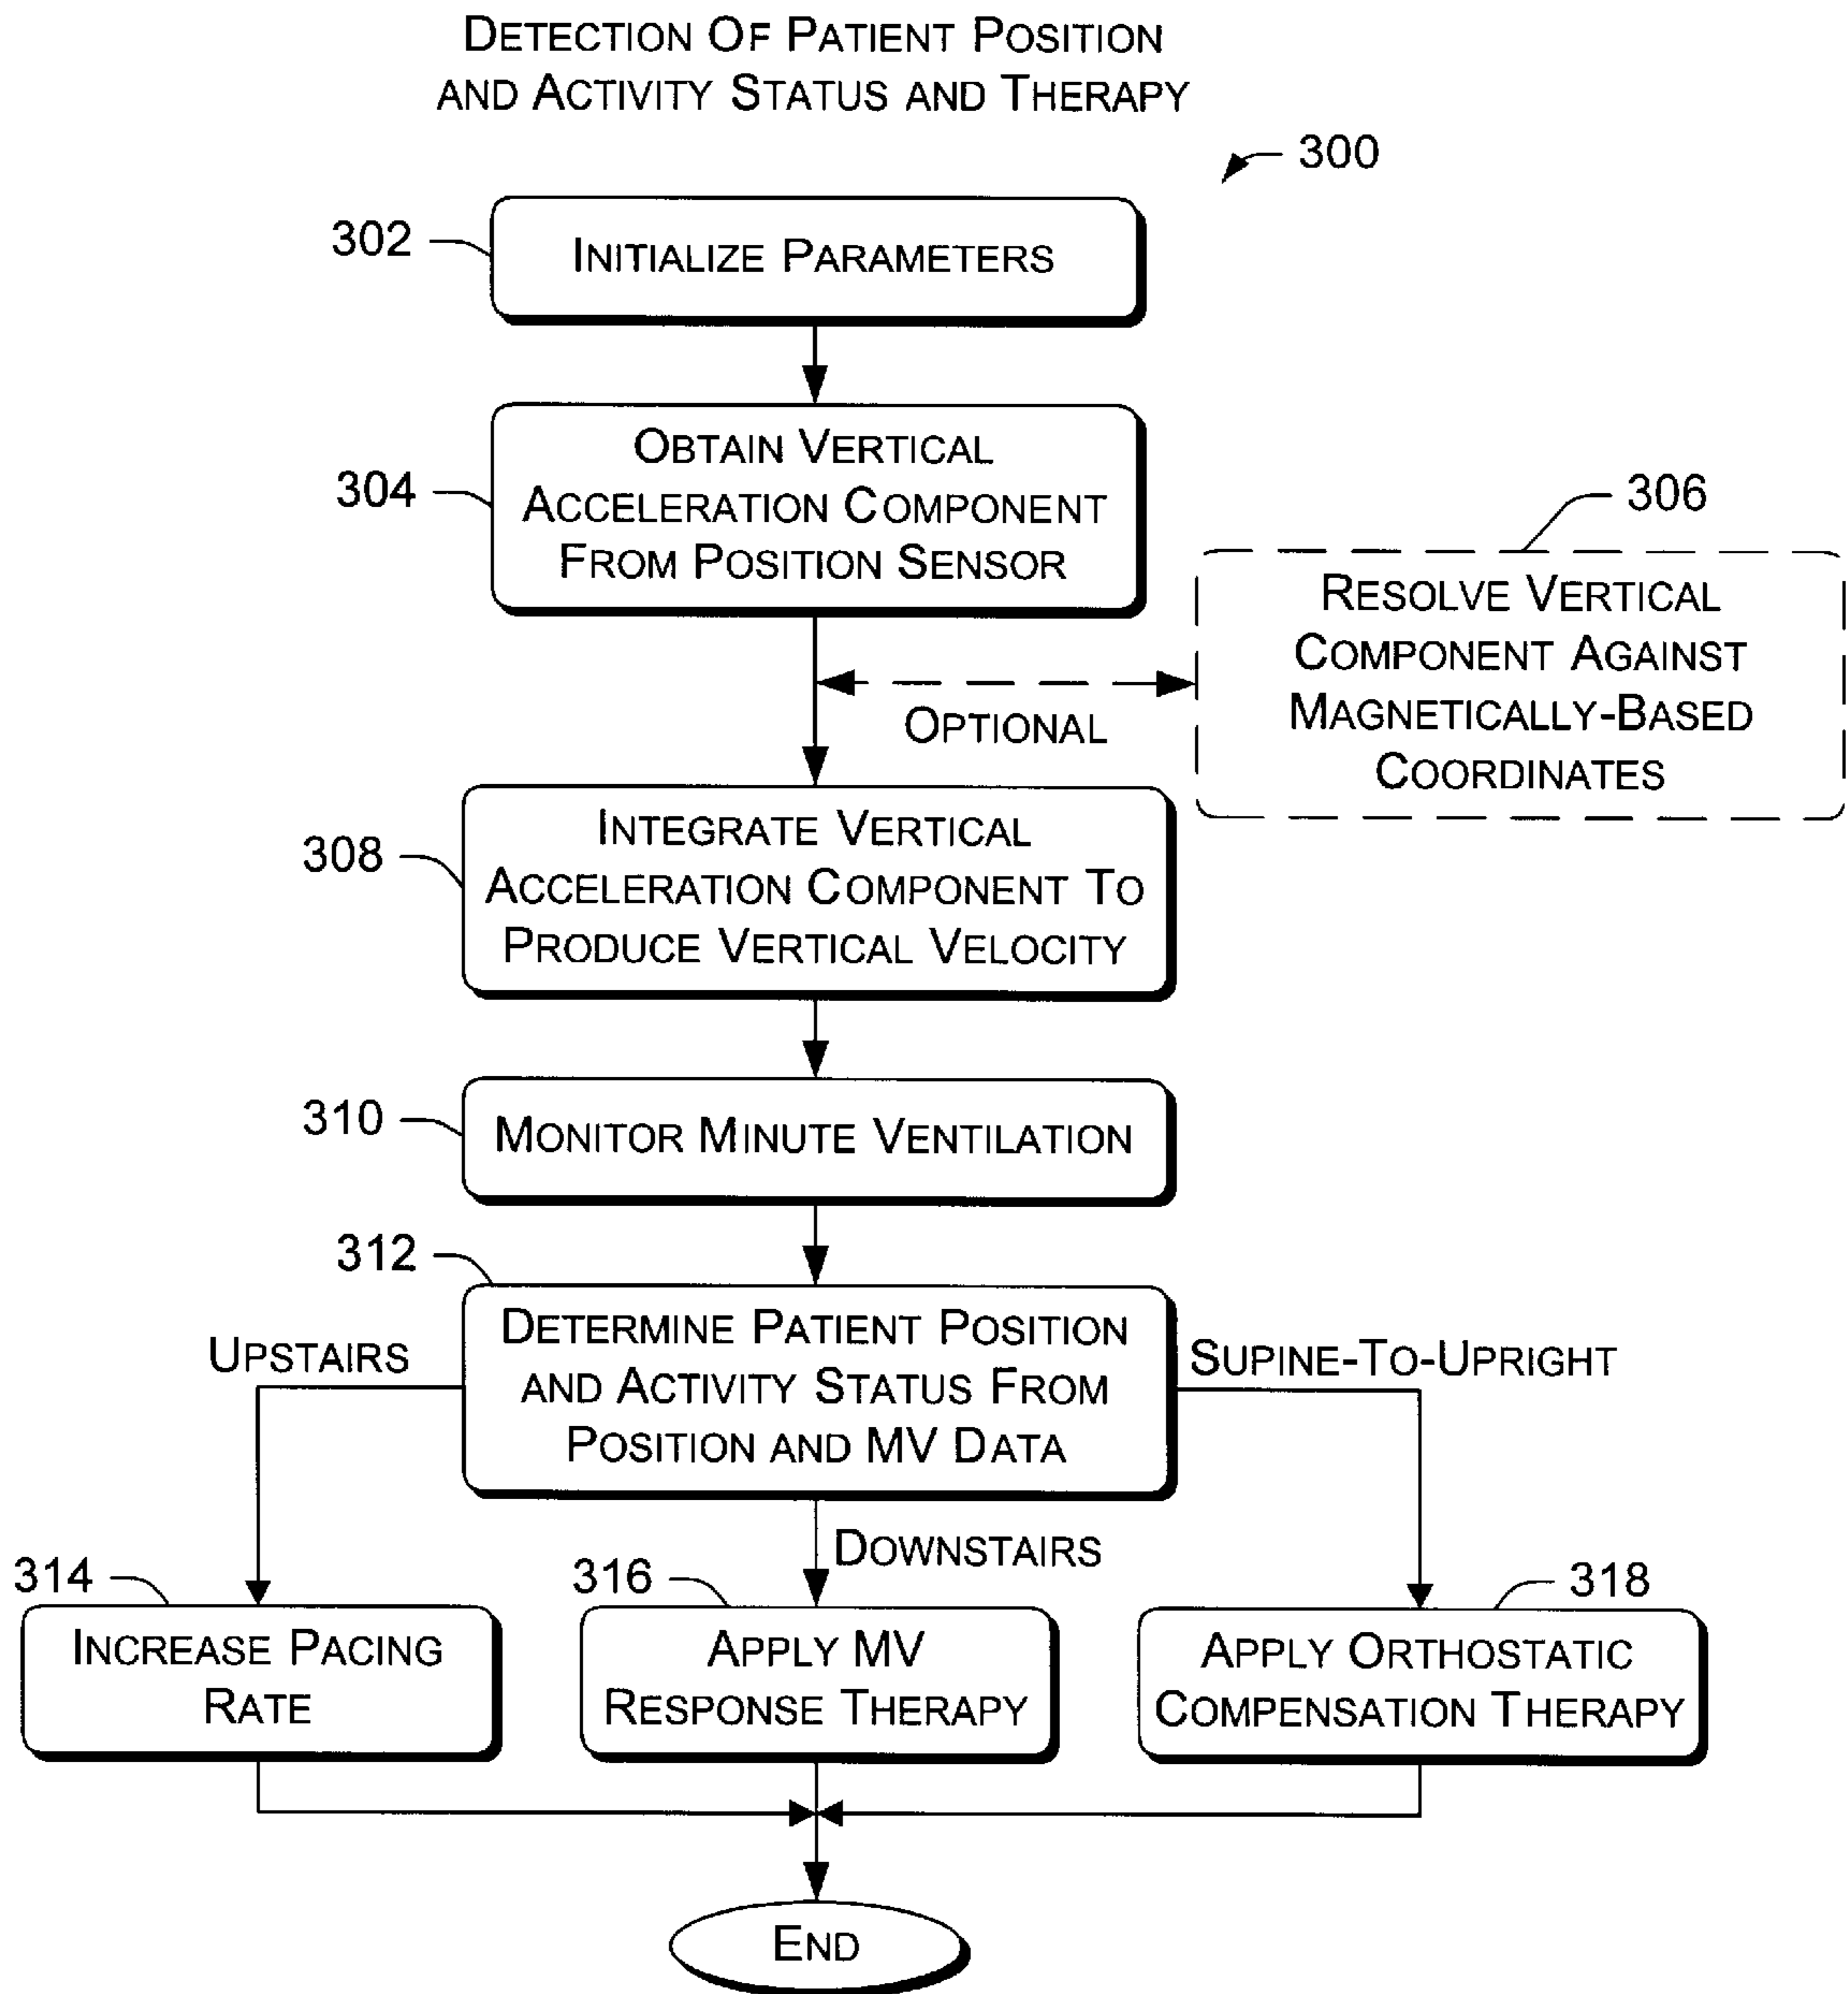 DETECTION OF PATIENT POSITION
AND ACTIVITY STATUS AND THERAPY
300
302
INITIALIZE PARAMETERS
304
OBTAIN VERTICAL
ACCELERATION COMPONENT
FROM POSITION SENSOR
306
RESOLVE VERTICAL
COMPONENT AGAINST
MAGNETICALLY-BASED
COORDINATES
OPTIONAL
308
INTEGRATE VERTICAL
ACCELERATION COMPONENT TO
PRODUCE VERTICAL VELOCITY
310
MONITOR MINUTE VENTILATION
312
DETERMINE PATIENT POSITION
AND ACTIVITY STATUS FROM
POSITION AND MV DATA
UPSTAIRS
SUPINE-TO-UPRIGHT
DOWNSTAIRS
314
INCREASE PACING
RATE
316
APPLY MV
RESPONSE THERAPY
318
APPLY ORTHOSTATIC
COMPENSATION THERAPY
END